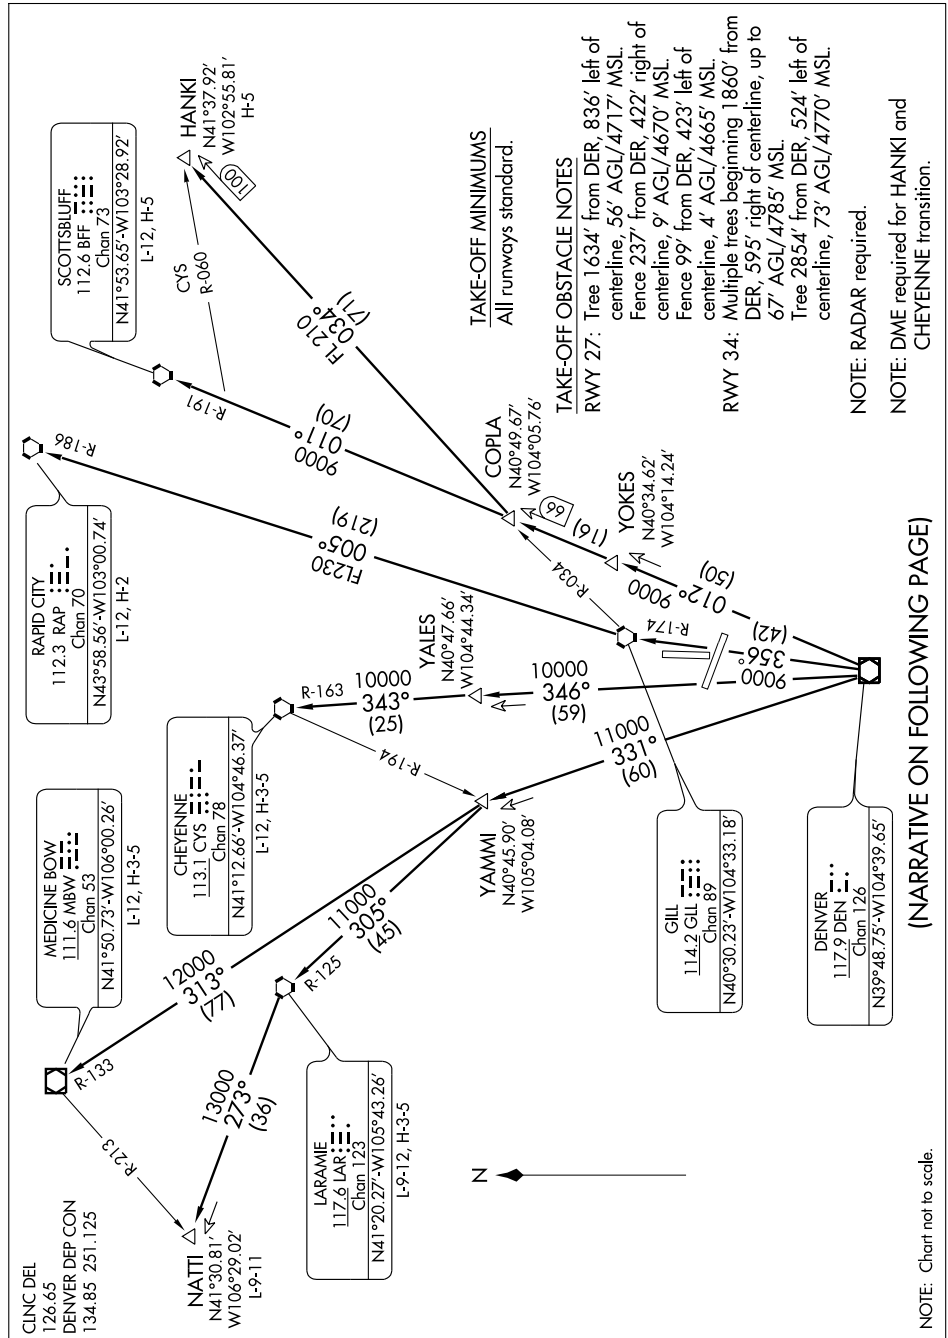 CLNC DEL
126.65
DENVER DEP CON
134.85 251.125
NATTI
N41°30.81′
W106°29.02′
L-9-11
R-213
R-133
MEDICINE BOW
111.6 MBW
Chan 53
N41°50.73′-W106°00.26′
L-12, H-3-5
12000
313°
(77)
13000
273°
(36)
LARAMIE
117.6 LAR
Chan 123
N41°20.27′-W105°43.26′
L-9-12, H-3-5
R-125
11000
305°
(45)
CHEYENNE
113.1 CYS
Chan 78
N41°12.66′-W104°46.37′
L-12, H-3-5
R-163
R-194
10000
343°
(25)
YALES
N40°47.66′
W104°44.34′
YAMMI
N40°45.90′
W105°04.08′
RAPID CITY
112.3 RAP
Chan 70
N43°58.56′-W103°00.74′
L-12, H-2
R-186
FL230
005°
(219)
SCOTTSBLUFF
112.6 BFF
Chan 73
N41°53.65′-W103°28.92′
L-12, H-5
R-191
CYS
R-060
HANKI
N41°37.92′
W102°55.81′
H-5
100
FL210
034°
(71)
9000
011°
(70)
COPLA
N40°49.67′
W104°05.76′
66
(16)
R-034
YOKES
N40°34.62′
W104°14.24′
9000
012°
(50)
R-174
9000
356°
(42)
10000
346°
(59)
11000
331°
(60)
GILL
114.2 GLL
Chan 89
N40°30.23′-W104°33.18′
DENVER
117.9 DEN
Chan 126
N39°48.75′-W104°39.65′
N
TAKE-OFF MINIMUMS
All runways standard.
TAKE-OFF OBSTACLE NOTES
RWY 27: Tree 1634′ from DER, 836′ left of
centerline, 56′ AGL/4717′ MSL.
Fence 237′ from DER, 422′ right of
centerline, 9′ AGL/4670′ MSL.
Fence 99′ from DER, 423′ left of
centerline, 4′ AGL/4665′ MSL.
RWY 34: Multiple trees beginning 1860′ from
DER, 595′ right of centerline, up to
67′ AGL/4785′ MSL.
Tree 2854′ from DER, 524′ left of
centerline, 73′ AGL/4770′ MSL.
NOTE: RADAR required.
NOTE: DME required for HANKI and
CHEYENNE transition.
(NARRATIVE ON FOLLOWING PAGE)
NOTE: Chart not to scale.